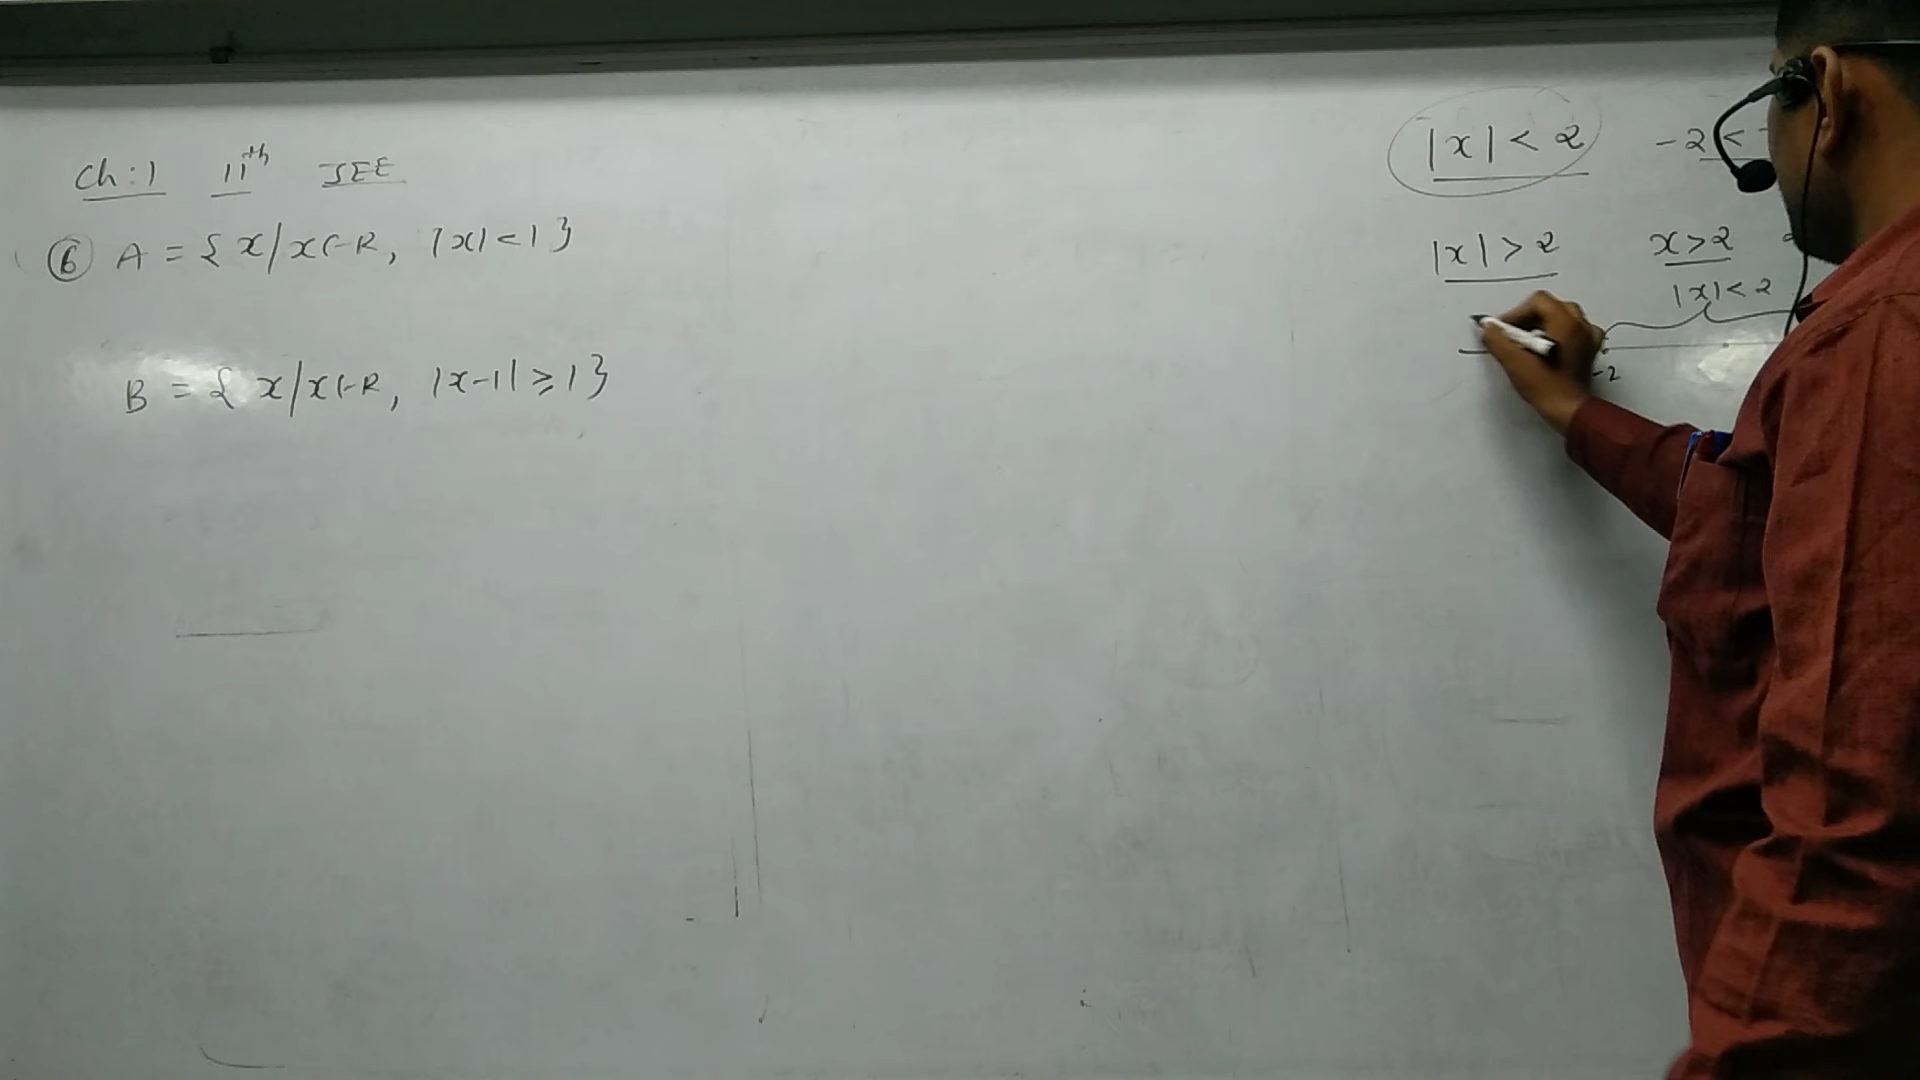 Ch:1 11th JEE
⑥ A = { x/x∈R, |x|<1 }
B = { x/x∈R, |x-1| ≥ 1 }
|x| < 2 -2 <
|x| > 2 x>2
|x|<2
-2